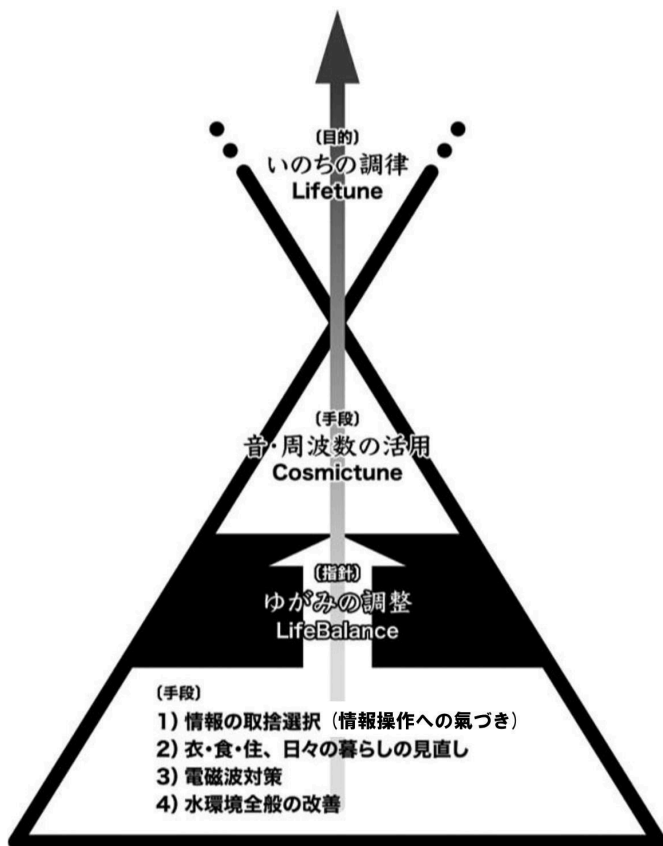 〔目的〕
いのちの調律
Lifetune
〔手段〕
音・周波数の活用
Cosmictune
〔指針〕
ゆがみの調整
LifeBalance
〔手段〕
1) 情報の取捨選択（情報操作への氣づき）
2) 衣・食・住、日々の暮らしの見直し
3) 電磁波対策
4) 水環境全般の改善